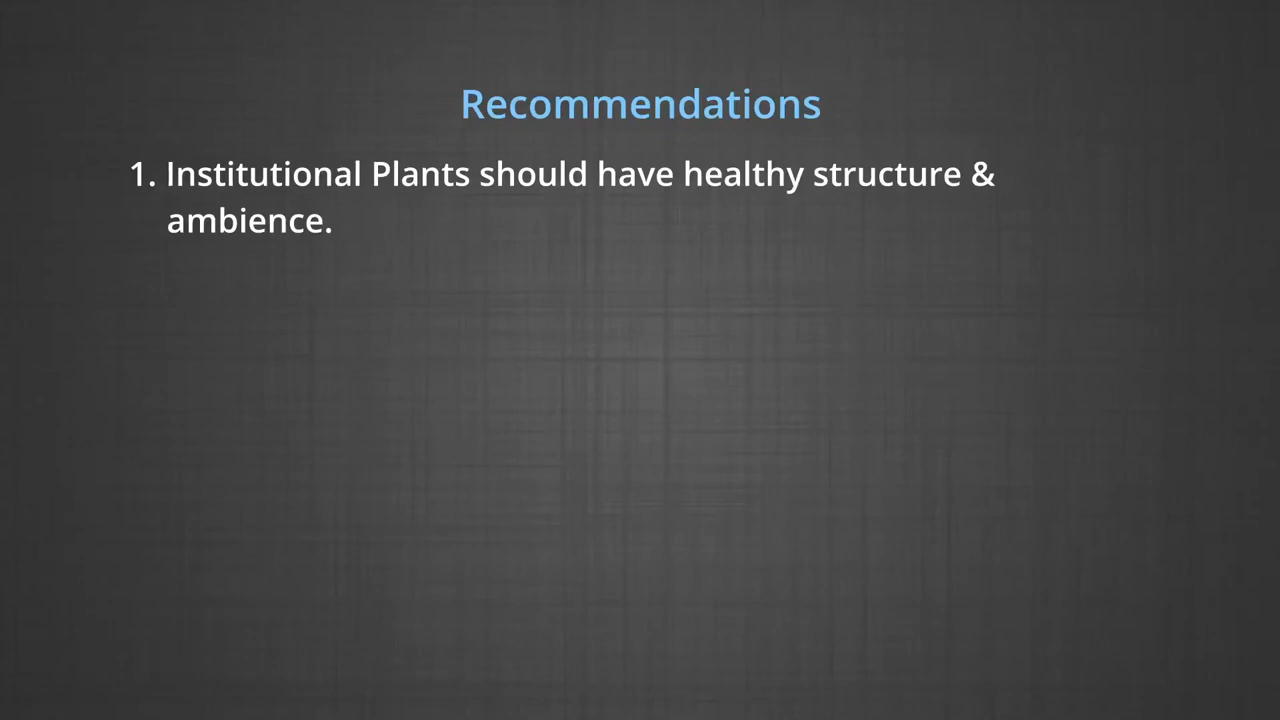 Recommendations
1. Institutional Plants should have healthy structure &
ambience.